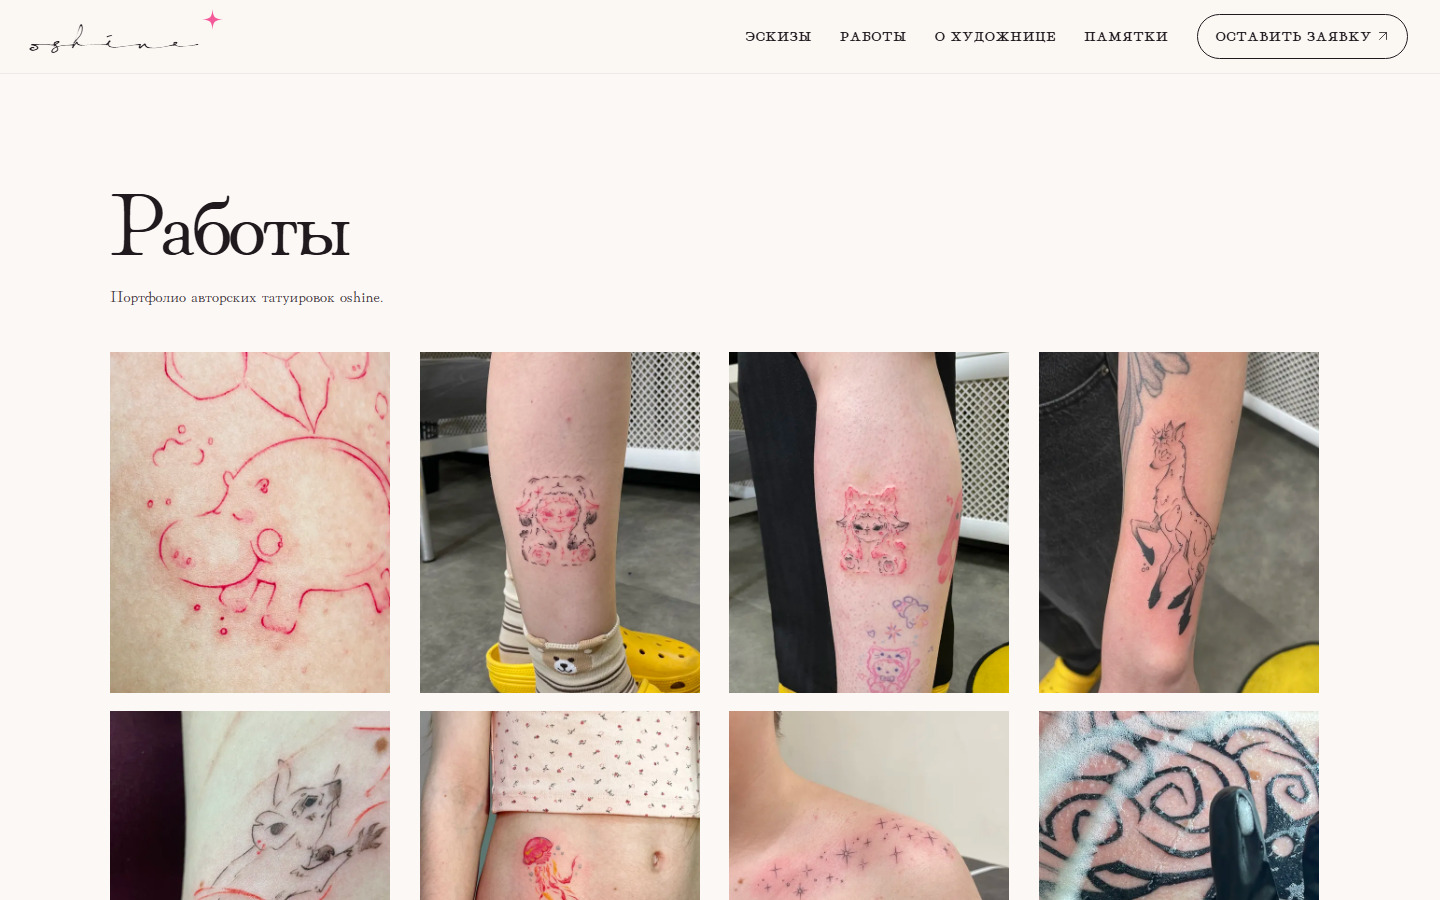 oshine
ЭСКИЗЫ
РАБОТЫ
О ХУДОЖНИЦЕ
ПАМЯТКИ
ОСТАВИТЬ ЗАЯВКУ
Работы
Портфолио авторских татуировок oshine.